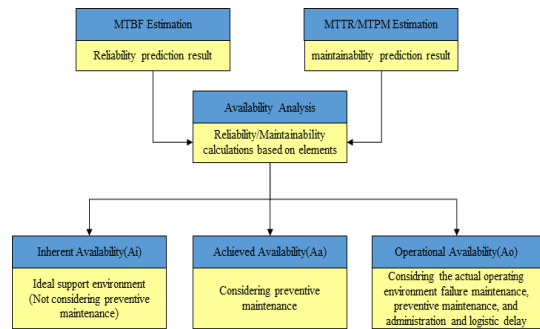 MTBF Estimation
Reliability prediction result
MTTR/MTPM Estimation
maintainability prediction result
Availability Analysis
Reliability/Maintainability
calculations based on elements
Inherent Availability(Ai)
Ideal support environment
(Not considering preventive
maintenance)
Achieved Availability(Aa)
Considering preventive
maintenance
Operational Availability(Ao)
Considring the actual operating
environment failure maintenance,
preventive maintenance, and
administration and logistic delay